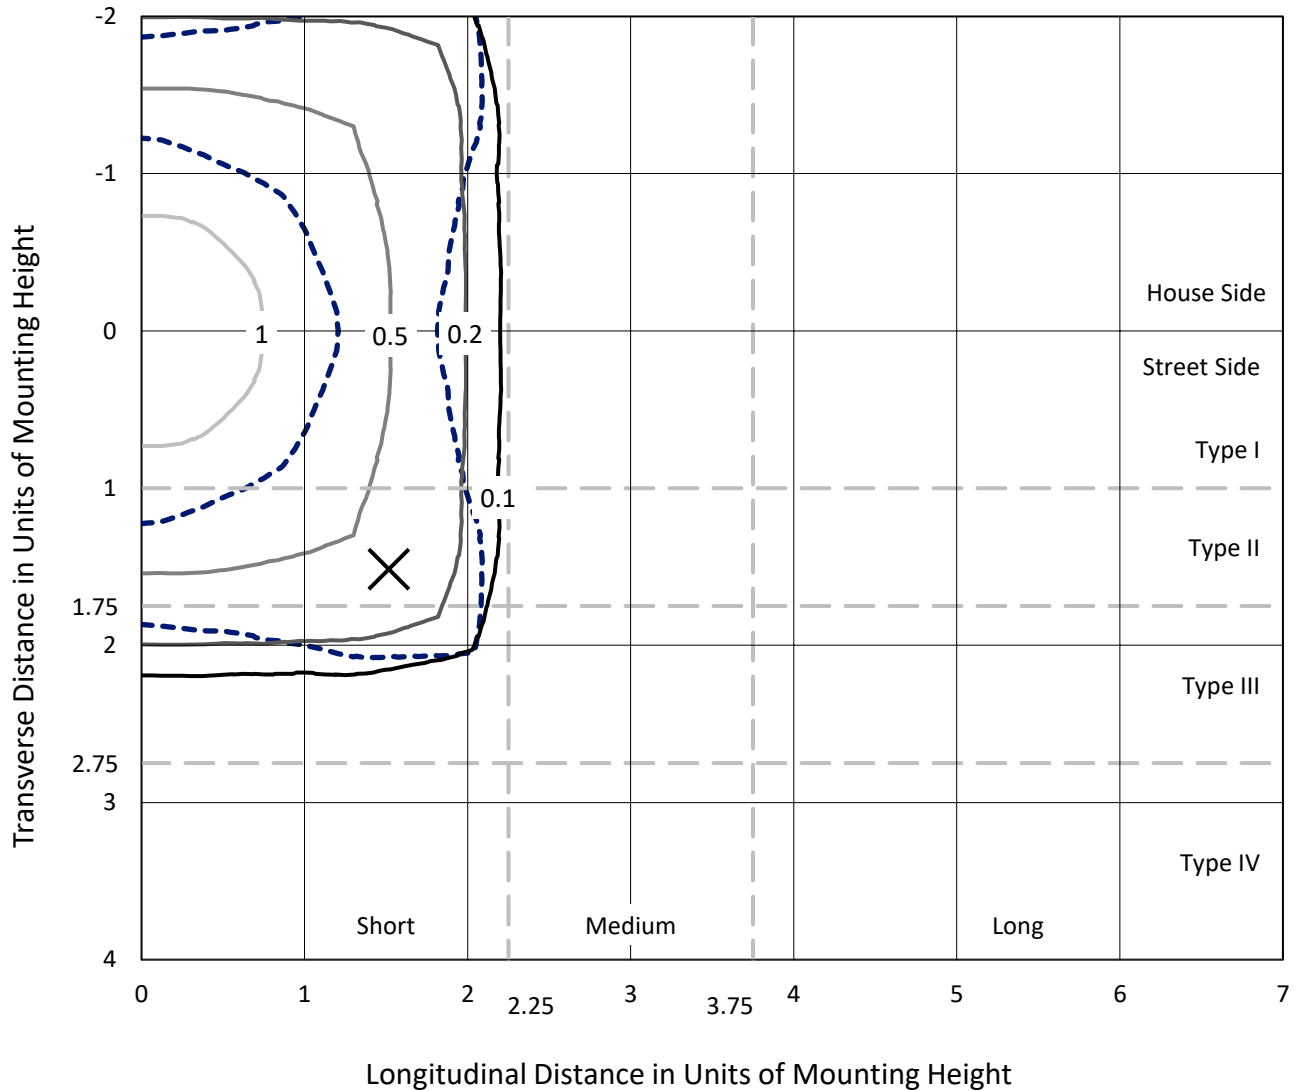 -2
-1
0
1
1.75
2
2.75
3
4
Transverse Distance in Units of Mounting Height
1
0.5
0.2
0.1
House Side
Street Side
Type I
Type II
Type III
Type IV
Short
Medium
Long
0
1
2
2.25
3
3.75
4
5
6
7
Longitudinal Distance in Units of Mounting Height